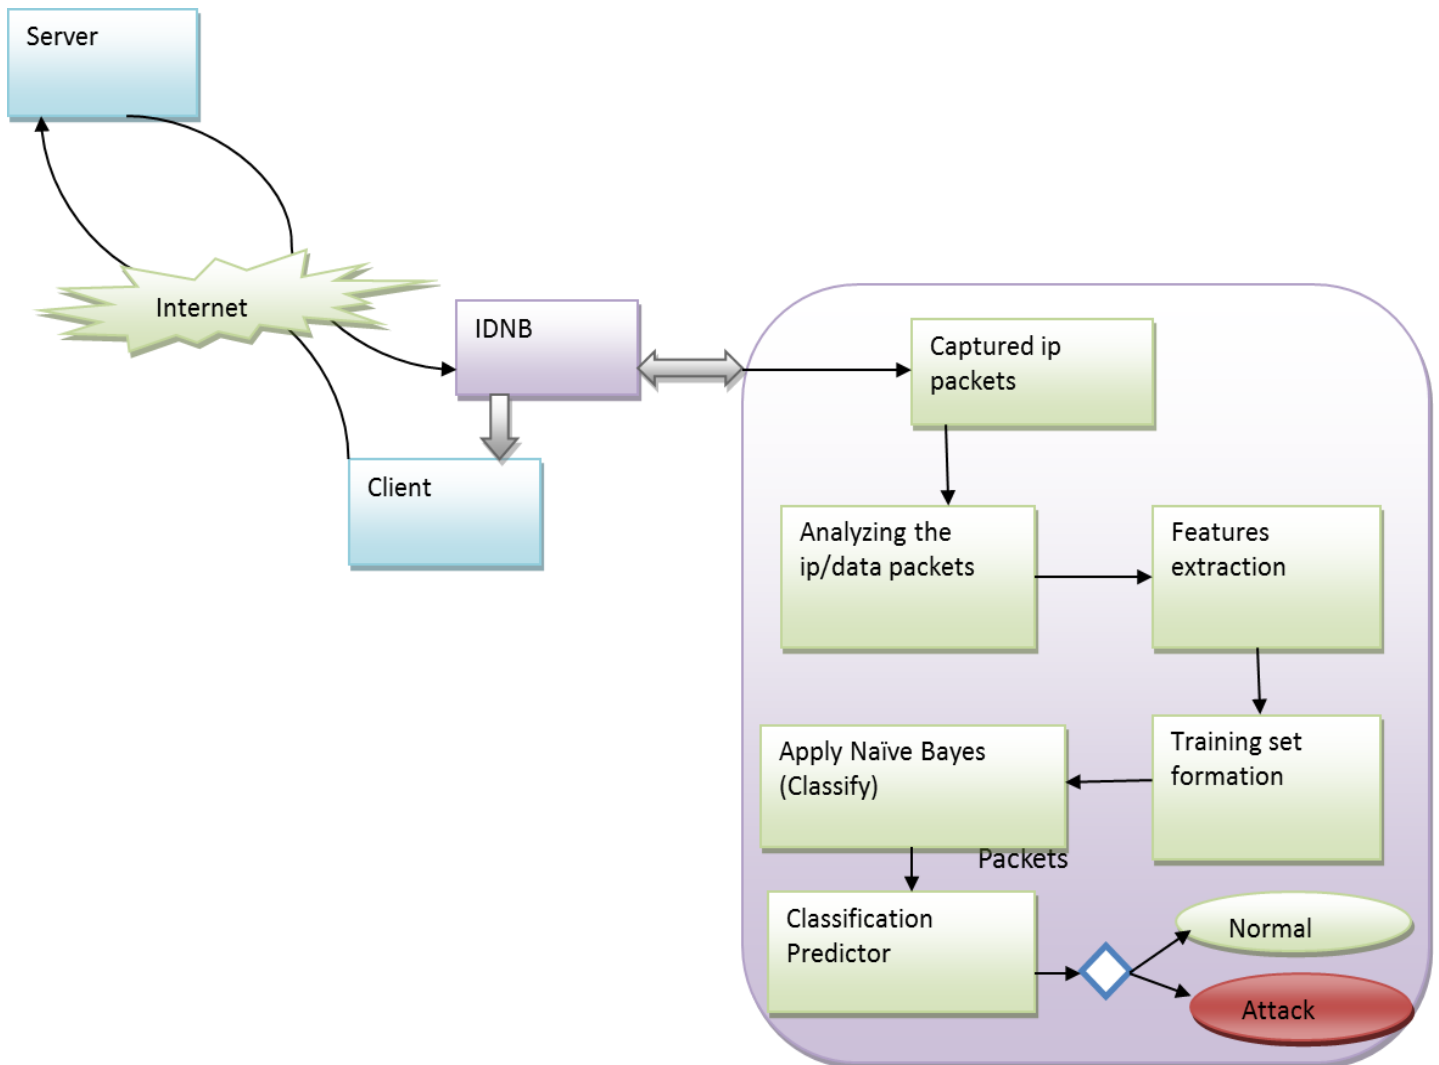 Server
Internet
IDNB
Client
Captured ip
packets
Analyzing the
ip/data packets
Features
extraction
Training set
formation
Apply Naïve Bayes
(Classify)
Packets
Classification
Predictor
Normal
Attack